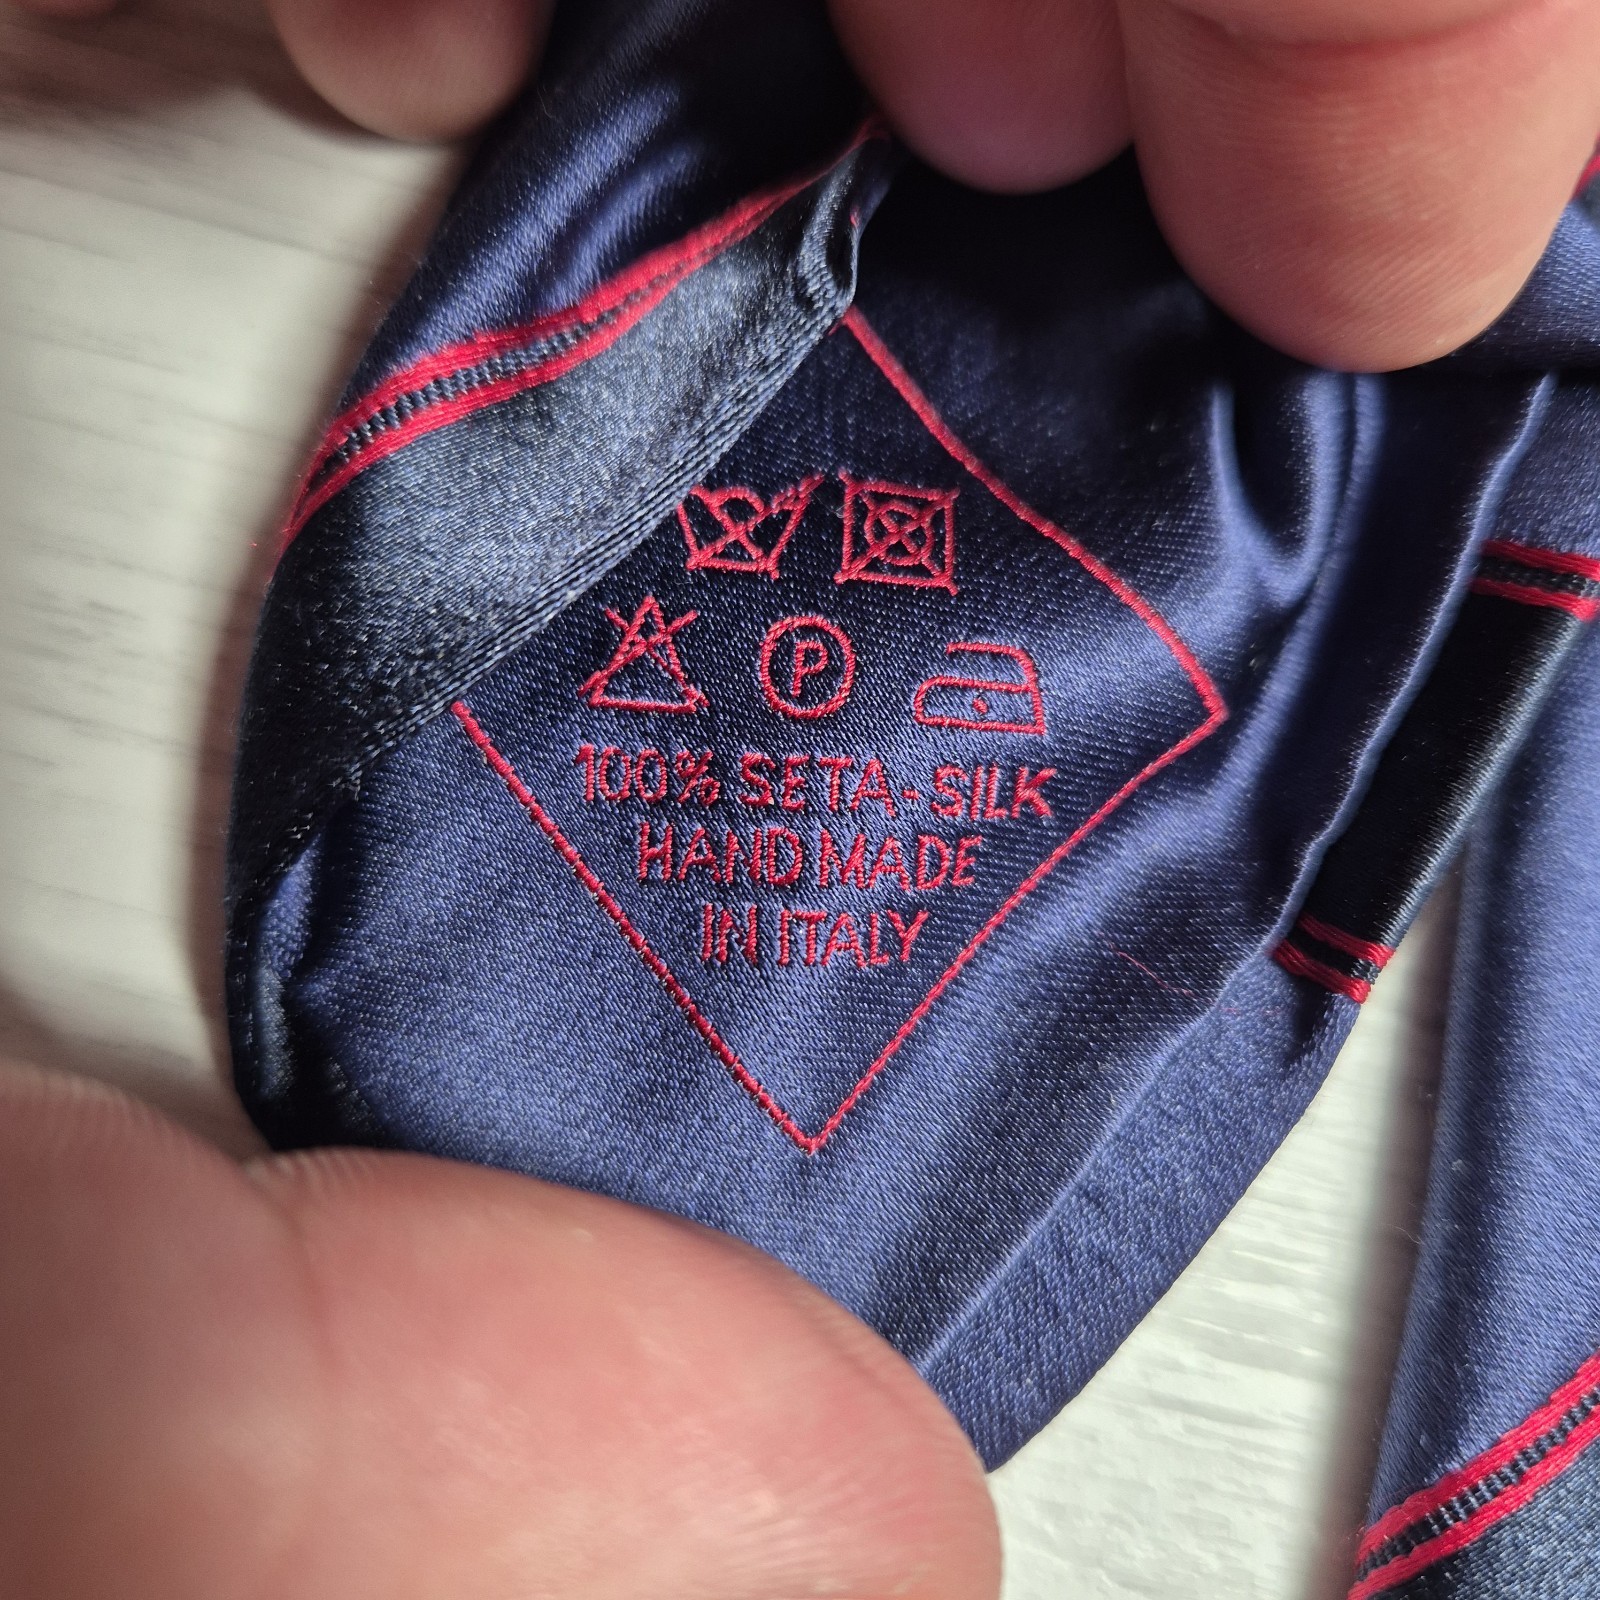 P
100% SETA-SILK
HAND MADE
IN ITALY